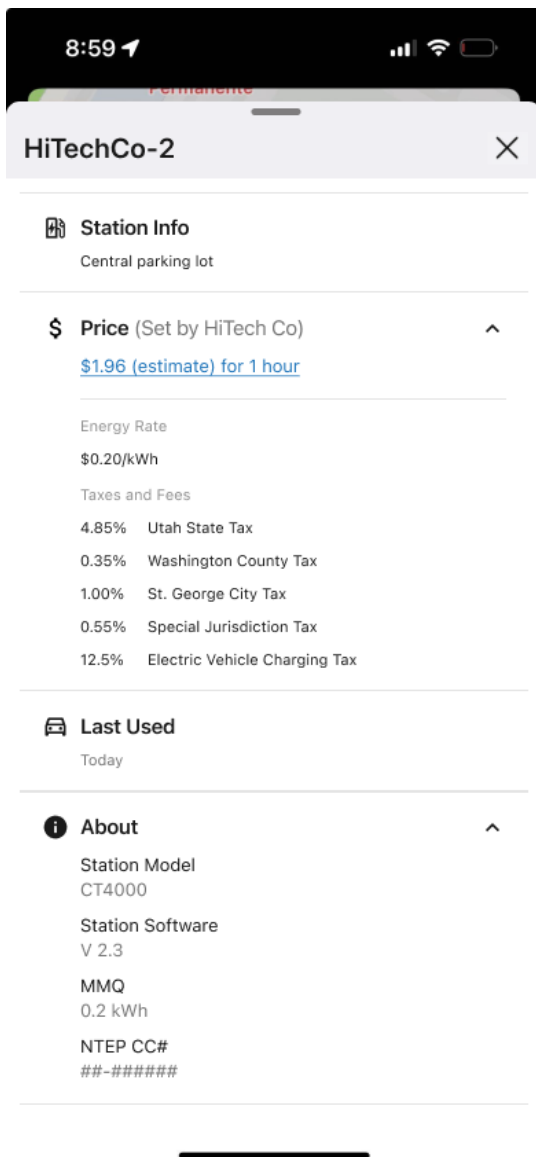 8:59
Permanente
HiTechCo-2
Station Info
Central parking lot
$ Price (Set by HiTech Co)
$1.96 (estimate) for 1 hour
Energy Rate
$0.20/kWh
Taxes and Fees
4.85% Utah State Tax
0.35% Washington County Tax
1.00% St. George City Tax
0.55% Special Jurisdiction Tax
12.5% Electric Vehicle Charging Tax
Last Used
Today
About
Station Model
CT4000
Station Software
V 2.3
MMQ
0.2 kWh
NTEP CC#
##-######